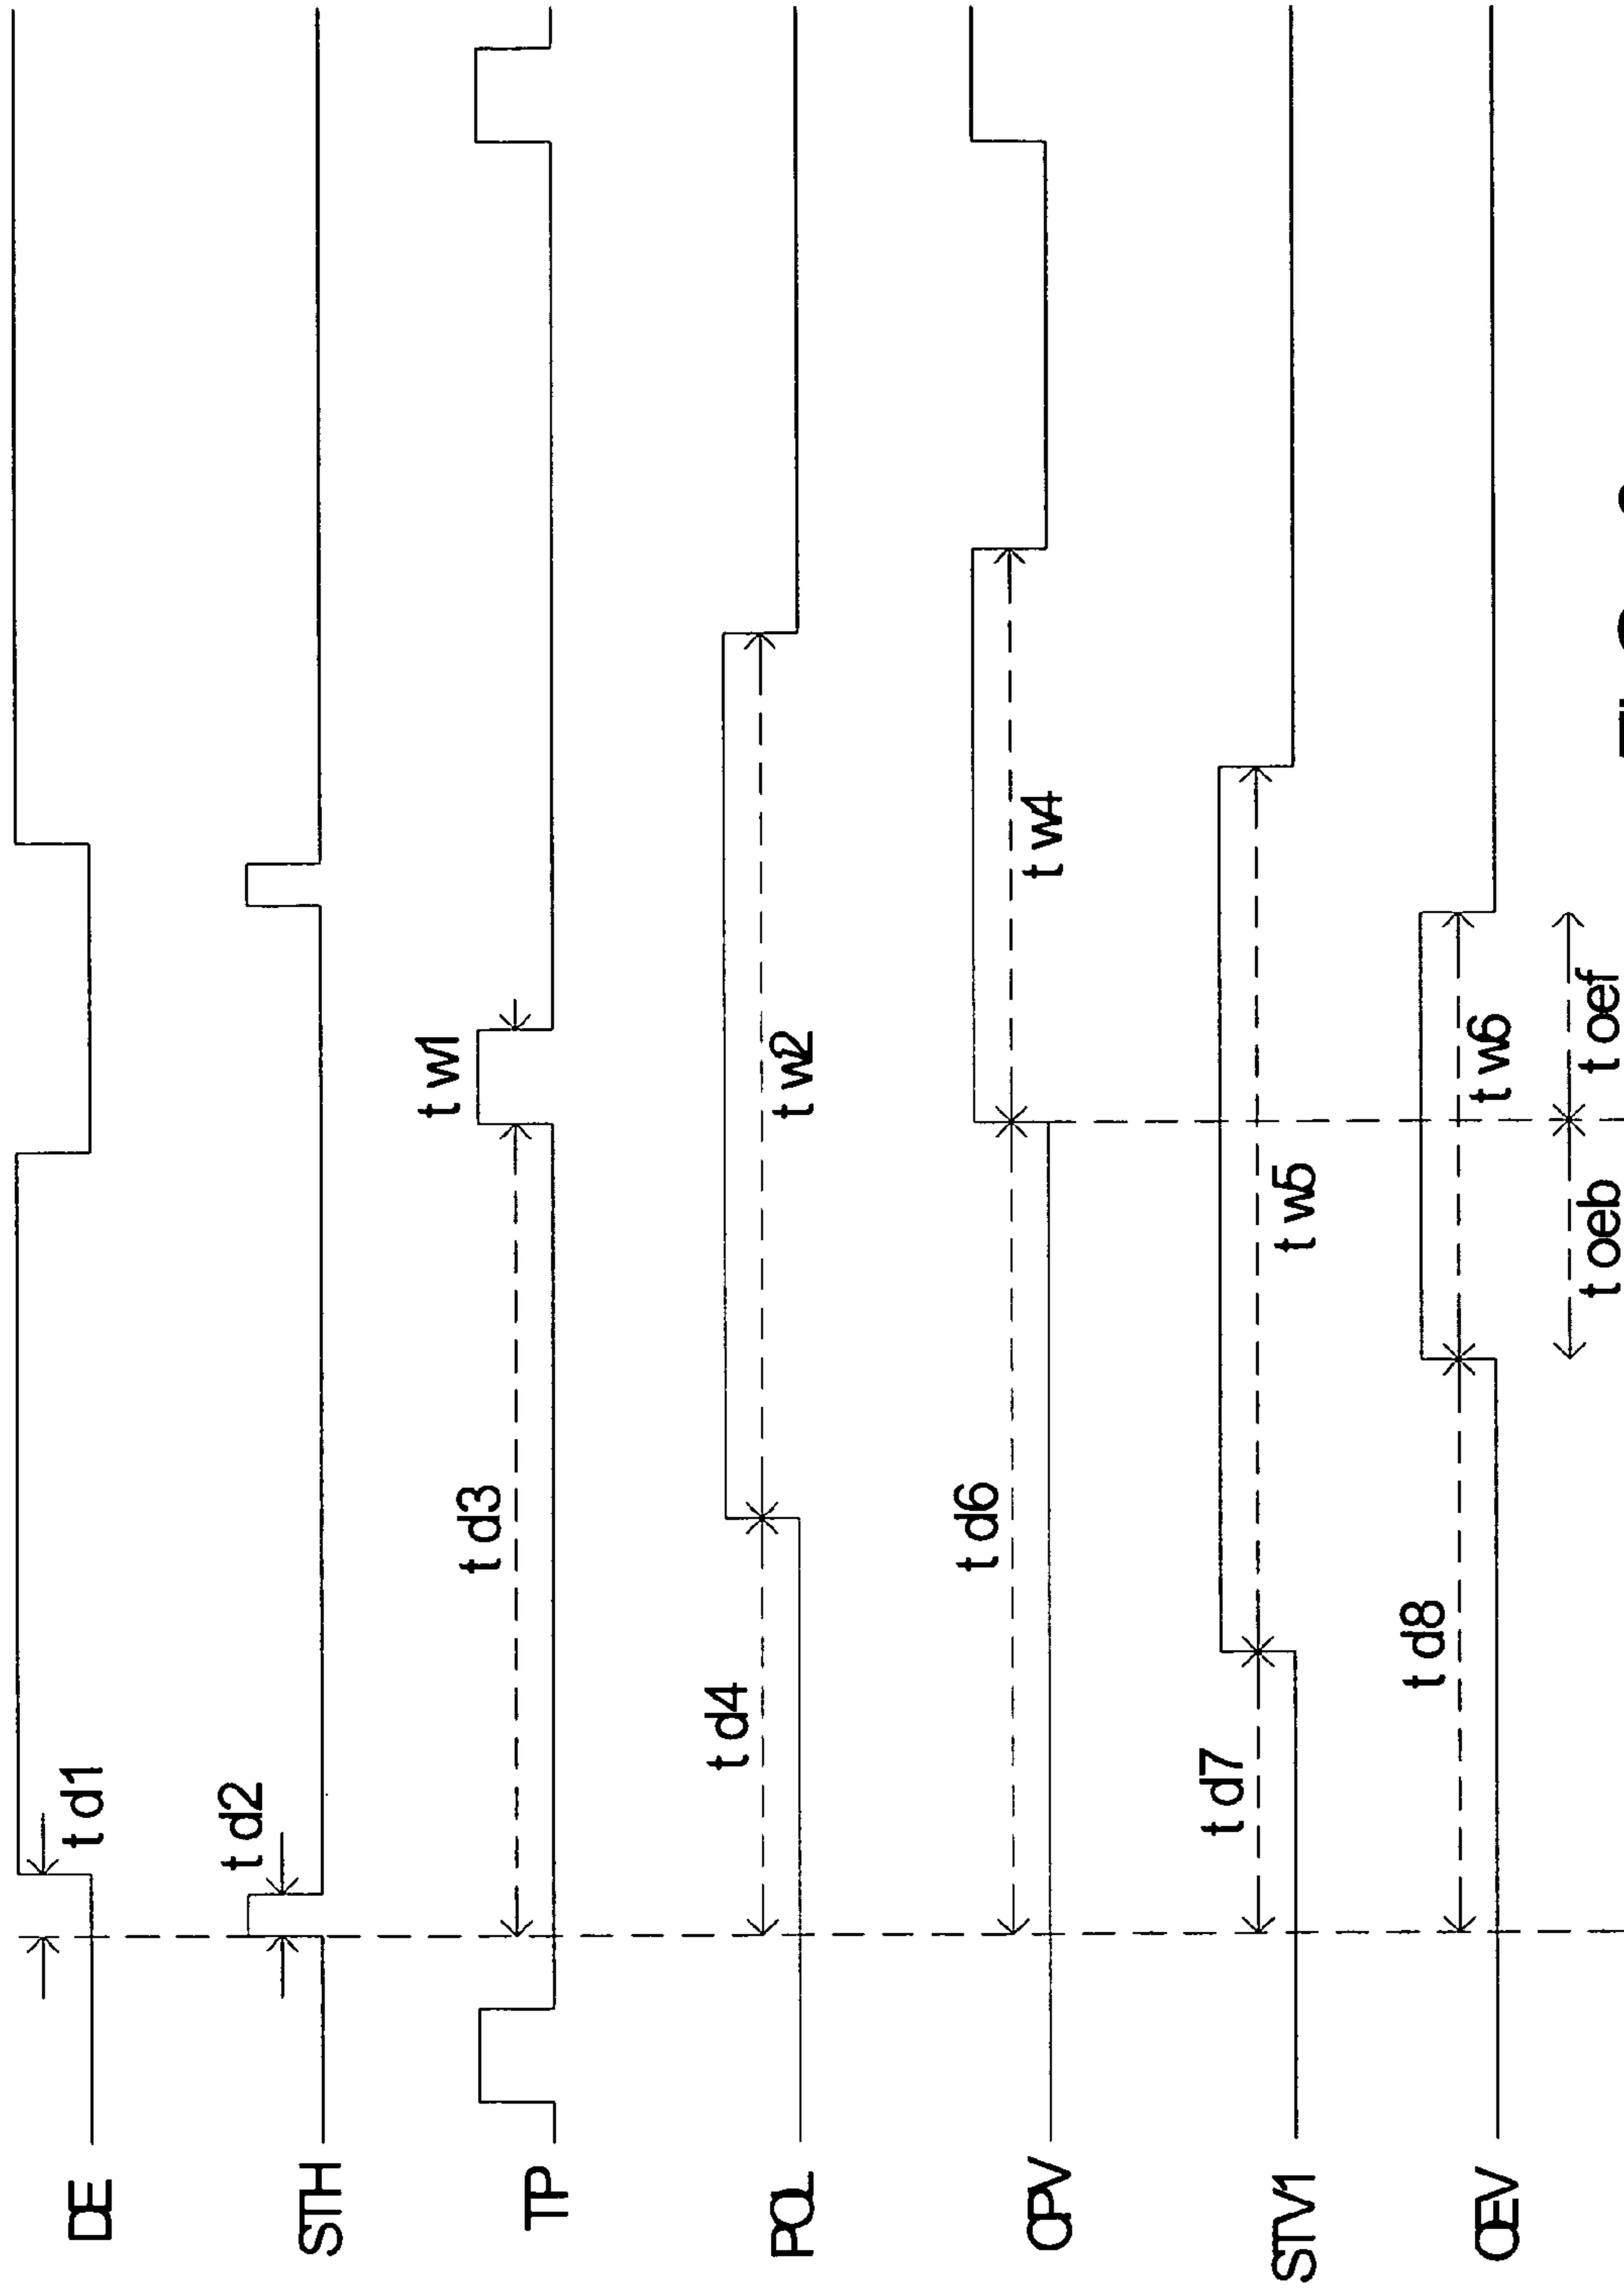 DE
t d1
STH
t d2
TP
t d3
t w1
POL
t d4
t w2
CPV
t d6
t w4
STV1
t d7
t w5
OEV
t d8
t w6
t oeb
t oef